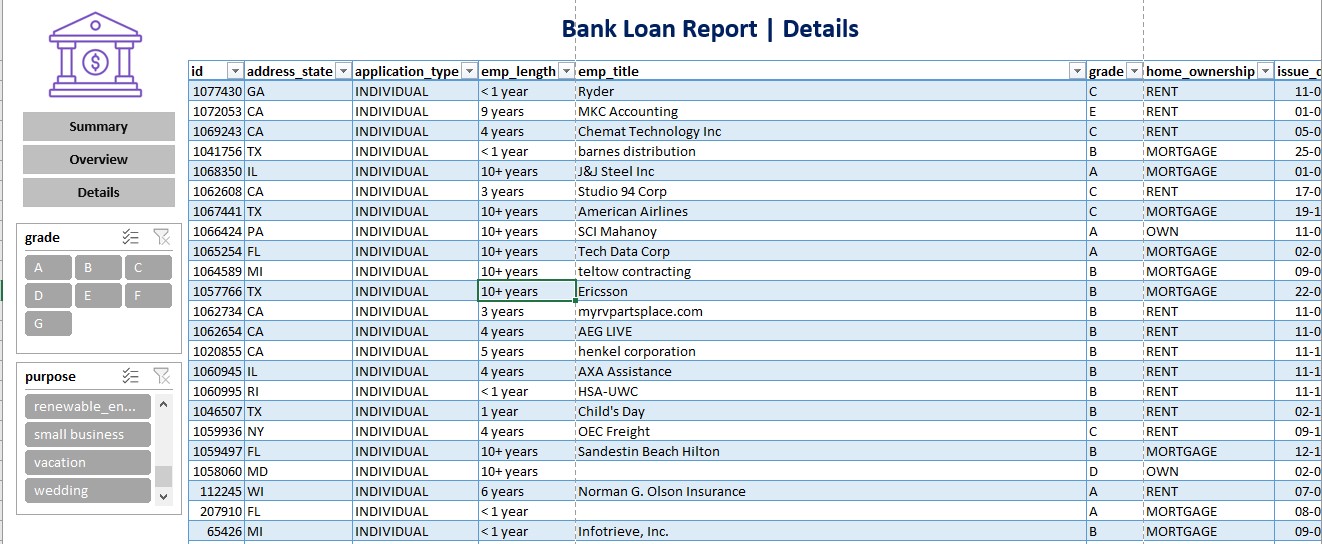 Bank Loan Report | Details
$
Summary
Overview
Details
grade
A B C
D E F
G
purpose
renewable_en...
small business
vacation
wedding
id address_state application_type emp_length emp_title grade home_ownership issue_d
1077430 GA INDIVIDUAL < 1 year Ryder C RENT 11-0
1072053 CA INDIVIDUAL 9 years MKC Accounting E RENT 01-0
1069243 CA INDIVIDUAL 4 years Chemat Technology Inc C RENT 05-0
1041756 TX INDIVIDUAL < 1 year barnes distribution B MORTGAGE 25-0
1068350 IL INDIVIDUAL 10+ years J&J Steel Inc A MORTGAGE 01-0
1062608 CA INDIVIDUAL 3 years Studio 94 Corp C RENT 17-0
1067441 TX INDIVIDUAL 10+ years American Airlines C MORTGAGE 19-1
1066424 PA INDIVIDUAL 10+ years SCI Mahanoy A OWN 11-0
1065254 FL INDIVIDUAL 10+ years Tech Data Corp A MORTGAGE 02-0
1064589 MI INDIVIDUAL 10+ years teltow contracting B MORTGAGE 09-0
1057766 TX INDIVIDUAL 10+ years Ericsson B MORTGAGE 22-0
1062734 CA INDIVIDUAL 3 years myrvpartsplace.com B RENT 11-0
1062654 CA INDIVIDUAL 4 years AEG LIVE B RENT 11-0
1020855 CA INDIVIDUAL 5 years henkel corporation B RENT 11-1
1060945 IL INDIVIDUAL 4 years AXA Assistance B RENT 11-1
1060995 RI INDIVIDUAL < 1 year HSA-UWC B RENT 11-1
1046507 TX INDIVIDUAL 1 year Child's Day B RENT 02-1
1059936 NY INDIVIDUAL 4 years OEC Freight C RENT 09-1
1059497 FL INDIVIDUAL 10+ years Sandestin Beach Hilton B MORTGAGE 12-1
1058060 MD INDIVIDUAL 10+ years D OWN 02-0
112245 WI INDIVIDUAL 6 years Norman G. Olson Insurance A RENT 07-0
207910 FL INDIVIDUAL < 1 year A MORTGAGE 08-0
65426 MI INDIVIDUAL < 1 year Infotrieve, Inc. B MORTGAGE 09-0